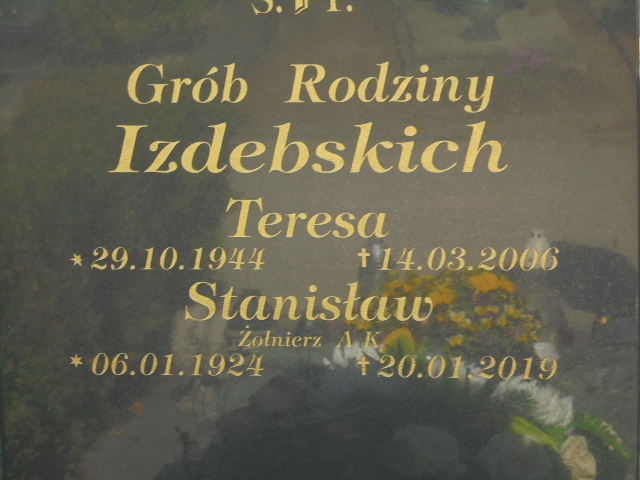 Ś. P.
Grób Rodziny
Izdebskich
Teresa
* 29.10.1944 † 14.03.2006
Stanisław
Żołnierz A K
* 06.01.1924 † 20.01.2019